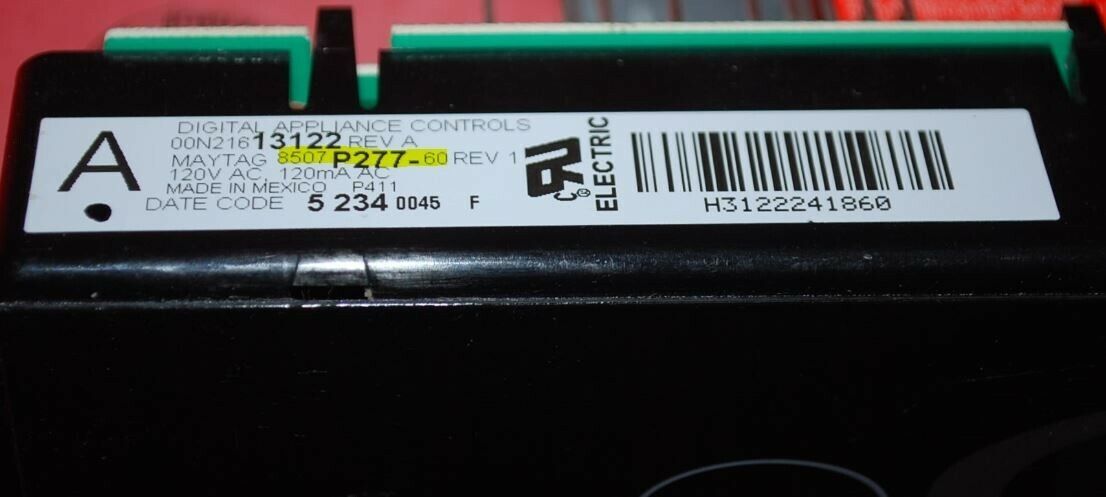 A
DIGITAL APPLIANCE CONTROLS
00N21613122 REV A
MAYTAG 8507P277-60 REV 1
120V AC, 120mA AC
MADE IN MEXICO P411
DATE CODE 5 234 0045 F
C ®
ELECTRIC
H3122241860